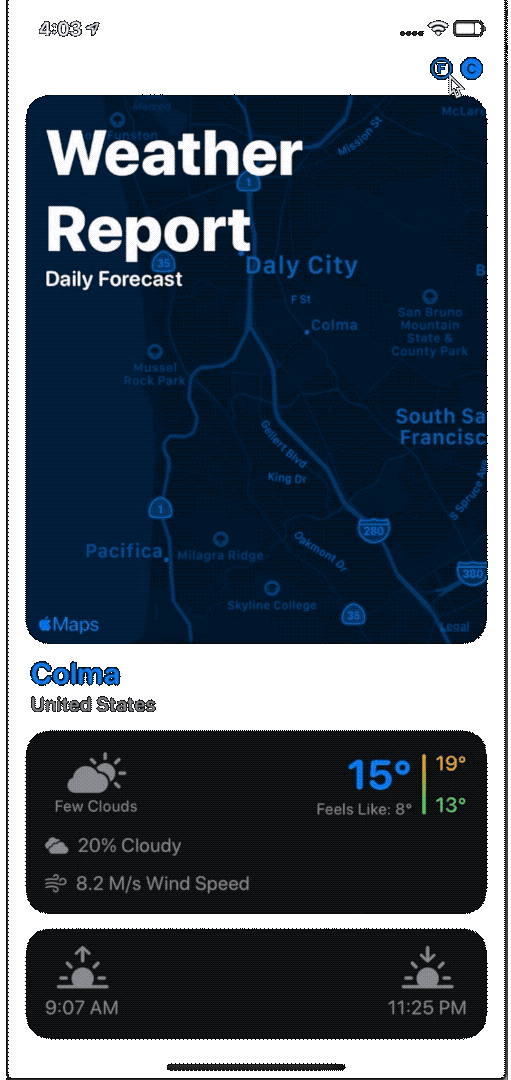 4:03
F C
Weather
Report
Daily Forecast
Merced
Funston
Mission St
1
35
Daly City
F St
Colma
San Bruno
Mountain
State &
County Park
Mussel
Rock Park
South Sa
Francisc
Gellert Blvd
King Dr
S Spruce Av
1
280
Pacifica
Milagra Ridge
Oakmont Dr
380
Skyline College
35
Maps
Legal
Colma
United States
Few Clouds
15°
19°
Feels Like: 8°
13°
20% Cloudy
8.2 M/s Wind Speed
9:07 AM
11:25 PM